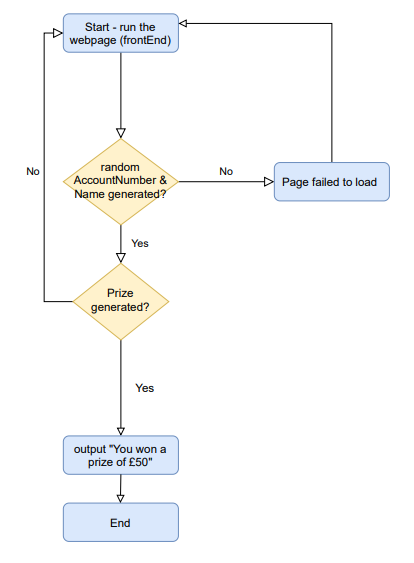 Start - run the
webpage (frontEnd)
random
AccountNumber &
Name generated?
No
Page failed to load
No
Yes
Prize
generated?
Yes
output "You won a
prize of £50"
End